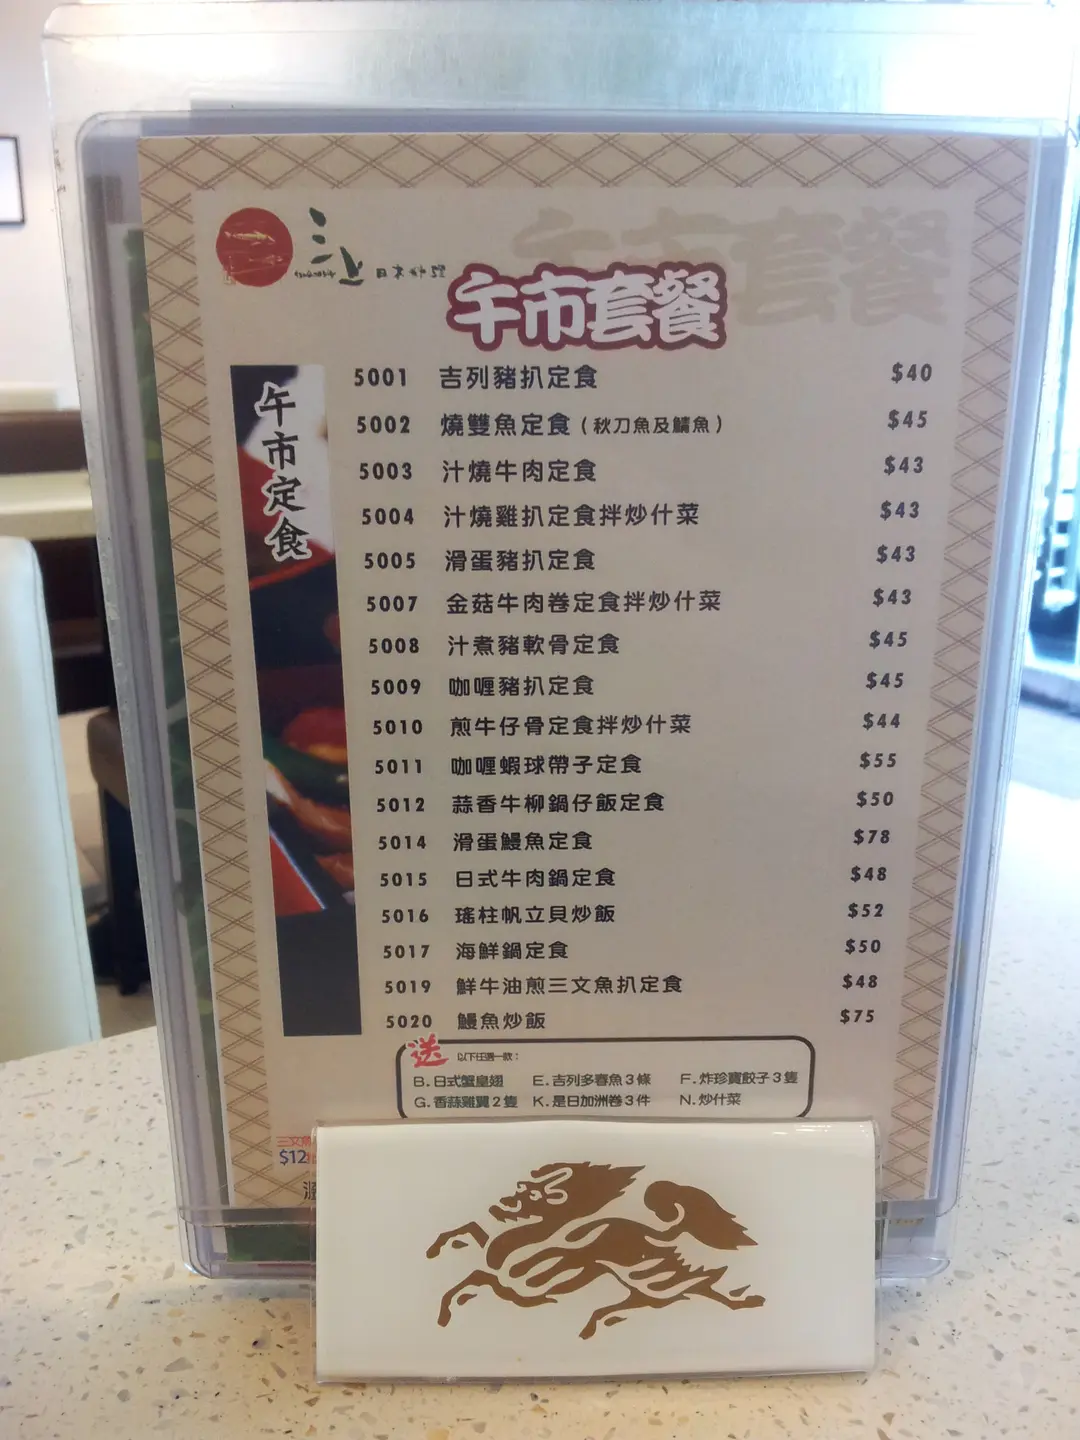 三上 日本料理
午市套餐
午市定食
5001 吉列豬扒定食 $40
5002 燒雙魚定食（秋刀魚及鯖魚） $45
5003 汁燒牛肉定食 $43
5004 汁燒雞扒定食拌炒什菜 $43
5005 滑蛋豬扒定食 $43
5007 金菇牛肉卷定食拌炒什菜 $43
5008 汁煮豬軟骨定食 $45
5009 咖喱豬扒定食 $45
5010 煎牛仔骨定食拌炒什菜 $44
5011 咖喱蝦球帶子定食 $55
5012 蒜香牛柳鍋仔飯定食 $50
5014 滑蛋鰻魚定食 $78
5015 日式牛肉鍋定食 $48
5016 瑤柱帆立貝炒飯 $52
5017 海鮮鍋定食 $50
5019 鮮牛油煎三文魚扒定食 $48
5020 鰻魚炒飯 $75
送 以下任選一款：
B. 日式蟹皇翅 E. 吉列多春魚3條 F. 炸珍寶餃子3隻
G. 香蒜雞翼2隻 K. 是日加洲卷3件 N. 炒什菜
三文魚
$12